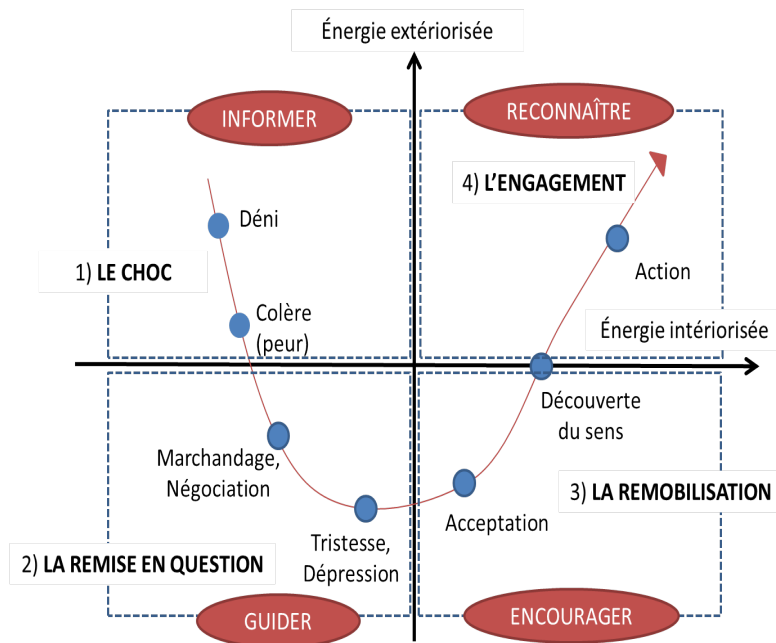 Énergie extériorisée
INFORMER
RECONNAÎTRE
4) L'ENGAGEMENT
Déni
1) LE CHOC
Action
Colère
(peur)
Énergie intériorisée
Découverte
du sens
Marchandage,
Négociation
3) LA REMOBILISATION
Acceptation
Tristesse,
Dépression
2) LA REMISE EN QUESTION
GUIDER
ENCOURAGER